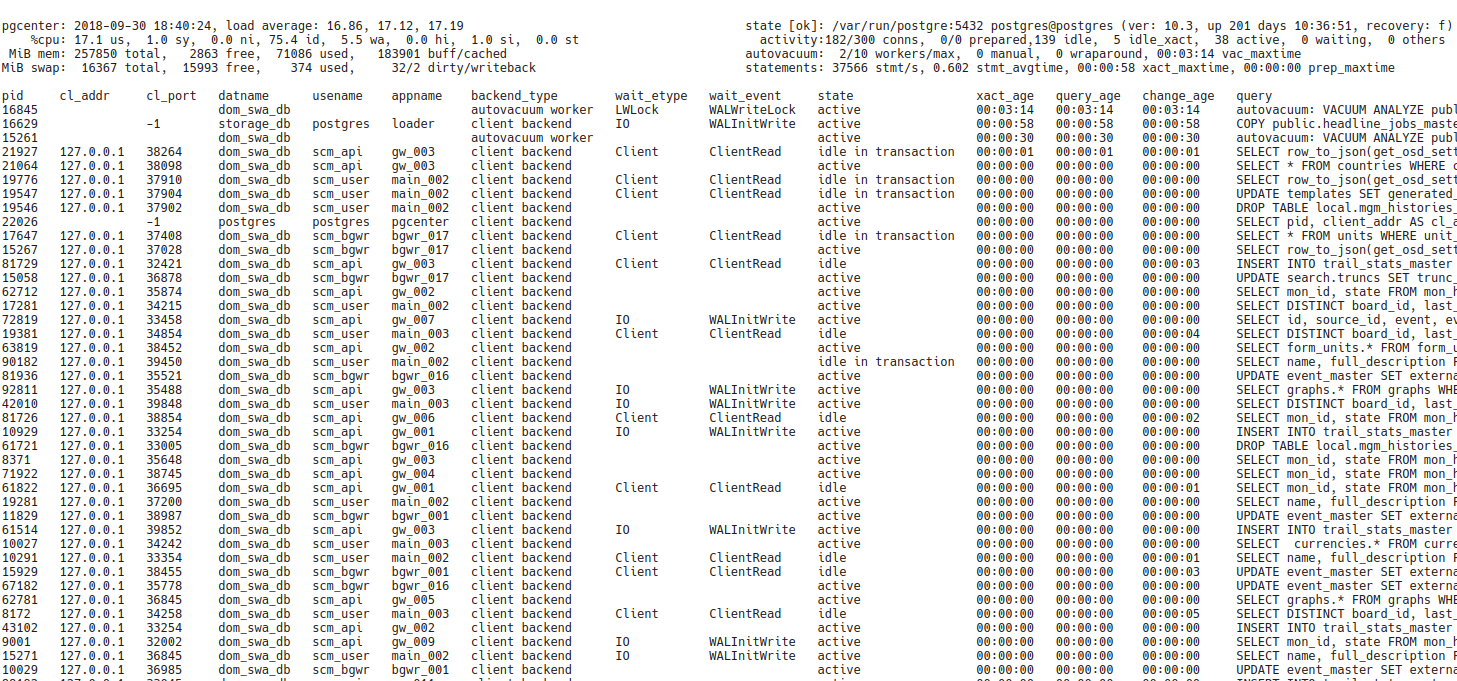 pgcenter: 2018-09-30 18:40:24, load average: 16.86, 17.12, 17.19 state [ok]: /var/run/postgre:5432 postgres@postgres (ver: 10.3, up 201 days 10:36:51, recovery: f)
%cpu: 17.1 us, 1.0 sy, 0.0 ni, 75.4 id, 5.5 wa, 0.0 hi, 1.0 si, 0.0 st activity:182/300 conns, 0/0 prepared,139 idle, 5 idle_xact, 38 active, 0 waiting, 0 others
MiB mem: 257850 total, 2863 free, 71086 used, 183901 buff/cached autovacuum: 2/10 workers/max, 0 manual, 0 wraparound, 00:03:14 vac_maxtime
MiB swap: 16367 total, 15993 free, 374 used, 32/2 dirty/writeback statements: 37566 stmt/s, 0.602 stmt_avgtime, 00:00:58 xact_maxtime, 00:00:00 prep_maxtime
pid cl_addr cl_port datname usename appname backend_type wait_etype wait_event state xact_age query_age change_age query
16845 dom_swa_db autovacuum worker LWLock WALWriteLock active 00:03:14 00:03:14 00:03:14 autovacuum: VACUUM ANALYZE publ
16629 -1 storage_db postgres loader client backend IO WALInitWrite active 00:00:58 00:00:58 00:00:58 COPY public.headline_jobs_maste
15261 dom_swa_db autovacuum worker active 00:00:30 00:00:30 00:00:30 autovacuum: VACUUM ANALYZE publ
21927 127.0.0.1 38264 dom_swa_db scm_api gw_003 client backend Client ClientRead idle in transaction 00:00:01 00:00:01 00:00:01 SELECT row_to_json(get_osd_sett
21064 127.0.0.1 38098 dom_swa_db scm_api gw_003 client backend active 00:00:00 00:00:00 00:00:00 SELECT * FROM countries WHERE c
19776 127.0.0.1 37910 dom_swa_db scm_user main_002 client backend Client ClientRead idle in transaction 00:00:00 00:00:00 00:00:00 SELECT row_to_json(get_osd_sett
19547 127.0.0.1 37904 dom_swa_db scm_user main_002 client backend Client ClientRead idle in transaction 00:00:00 00:00:00 00:00:00 UPDATE templates SET generated_
19546 127.0.0.1 37902 dom_swa_db scm_user main_002 client backend active 00:00:00 00:00:00 00:00:00 DROP TABLE local.mgm_histories_
22026 -1 postgres postgres pgcenter client backend active 00:00:00 00:00:00 00:00:00 SELECT pid, client_addr AS cl_a
17647 127.0.0.1 37408 dom_swa_db scm_bgwr bgwr_017 client backend Client ClientRead idle in transaction 00:00:00 00:00:00 00:00:00 SELECT * FROM units WHERE unit_
15267 127.0.0.1 37028 dom_swa_db scm_bgwr bgwr_017 client backend active 00:00:00 00:00:00 00:00:00 SELECT row_to_json(get_osd_sett
81729 127.0.0.1 32421 dom_swa_db scm_api gw_003 client backend Client ClientRead idle 00:00:00 00:00:00 00:00:03 INSERT INTO trail_stats_master
15058 127.0.0.1 36878 dom_swa_db scm_bgwr bgwr_017 client backend active 00:00:00 00:00:00 00:00:00 UPDATE search.truncs SET trunc_
62712 127.0.0.1 35874 dom_swa_db scm_api gw_002 client backend active 00:00:00 00:00:00 00:00:00 SELECT mon_id, state FROM mon_h
17281 127.0.0.1 34215 dom_swa_db scm_user main_002 client backend active 00:00:00 00:00:00 00:00:00 SELECT DISTINCT board_id, last_
72819 127.0.0.1 33458 dom_swa_db scm_api gw_007 client backend IO WALInitWrite active 00:00:00 00:00:00 00:00:00 SELECT id, source_id, event, ev
19381 127.0.0.1 34854 dom_swa_db scm_user main_003 client backend Client ClientRead idle 00:00:00 00:00:00 00:00:04 SELECT DISTINCT board_id, last_
63819 127.0.0.1 38452 dom_swa_db scm_api gw_002 client backend active 00:00:00 00:00:00 00:00:00 SELECT form_units.* FROM form_u
90182 127.0.0.1 39450 dom_swa_db scm_user main_002 client backend idle in transaction 00:00:00 00:00:00 00:00:00 SELECT name, full_description F
81936 127.0.0.1 35521 dom_swa_db scm_bgwr bgwr_016 client backend active 00:00:00 00:00:00 00:00:00 UPDATE event_master SET externa
92811 127.0.0.1 35488 dom_swa_db scm_api gw_003 client backend IO WALInitWrite active 00:00:00 00:00:00 00:00:00 SELECT graphs.* FROM graphs WHE
42010 127.0.0.1 39848 dom_swa_db scm_user main_003 client backend IO WALInitWrite active 00:00:00 00:00:00 00:00:00 SELECT DISTINCT board_id, last_
81726 127.0.0.1 38854 dom_swa_db scm_api gw_006 client backend Client ClientRead idle 00:00:00 00:00:00 00:00:02 SELECT mon_id, state FROM mon_h
10929 127.0.0.1 33254 dom_swa_db scm_api gw_001 client backend IO WALInitWrite active 00:00:00 00:00:00 00:00:00 INSERT INTO trail_stats_master
61721 127.0.0.1 33005 dom_swa_db scm_bgwr bgwr_016 client backend active 00:00:00 00:00:00 00:00:00 DROP TABLE local.mgm_histories_
8371 127.0.0.1 35648 dom_swa_db scm_api gw_003 client backend active 00:00:00 00:00:00 00:00:00 SELECT mon_id, state FROM mon_h
71922 127.0.0.1 38745 dom_swa_db scm_api gw_004 client backend active 00:00:00 00:00:00 00:00:00 SELECT mon_id, state FROM mon_h
61822 127.0.0.1 36695 dom_swa_db scm_api gw_001 client backend Client ClientRead idle 00:00:00 00:00:00 00:00:01 SELECT mon_id, state FROM mon_h
19281 127.0.0.1 37200 dom_swa_db scm_user main_002 client backend active 00:00:00 00:00:00 00:00:00 SELECT name, full_description F
11829 127.0.0.1 39987 dom_swa_db scm_bgwr bgwr_001 client backend active 00:00:00 00:00:00 00:00:00 UPDATE event_master SET externa
61514 127.0.0.1 39852 dom_swa_db scm_api gw_003 client backend IO WALInitWrite active 00:00:00 00:00:00 00:00:00 INSERT INTO trail_stats_master
10027 127.0.0.1 34242 dom_swa_db scm_user main_003 client backend active 00:00:00 00:00:00 00:00:00 SELECT currencies.* FROM curre
10291 127.0.0.1 33354 dom_swa_db scm_user main_002 client backend Client ClientRead idle 00:00:00 00:00:00 00:00:01 SELECT name, full_description F
15929 127.0.0.1 38455 dom_swa_db scm_bgwr bgwr_001 client backend Client ClientRead idle 00:00:00 00:00:00 00:00:03 UPDATE event_master SET externa
67182 127.0.0.1 35778 dom_swa_db scm_bgwr bgwr_016 client backend active 00:00:00 00:00:00 00:00:00 UPDATE event_master SET externa
62781 127.0.0.1 36845 dom_swa_db scm_api gw_005 client backend active 00:00:00 00:00:00 00:00:00 SELECT graphs.* FROM graphs WHE
8172 127.0.0.1 34258 dom_swa_db scm_user main_003 client backend Client ClientRead idle 00:00:00 00:00:00 00:00:05 SELECT DISTINCT board_id, last_
43102 127.0.0.1 33254 dom_swa_db scm_api gw_002 client backend active 00:00:00 00:00:00 00:00:00 INSERT INTO trail_stats_master
9001 127.0.0.1 32002 dom_swa_db scm_api gw_009 client backend IO WALInitWrite active 00:00:00 00:00:00 00:00:00 SELECT mon_id, state FROM mon_h
15271 127.0.0.1 36845 dom_swa_db scm_user main_002 client backend IO WALInitWrite active 00:00:00 00:00:00 00:00:00 SELECT name, full_description F
10029 127.0.0.1 36985 dom_swa_db scm_bgwr bgwr_001 client backend active 00:00:00 00:00:00 00:00:00 UPDATE event_master SET externa